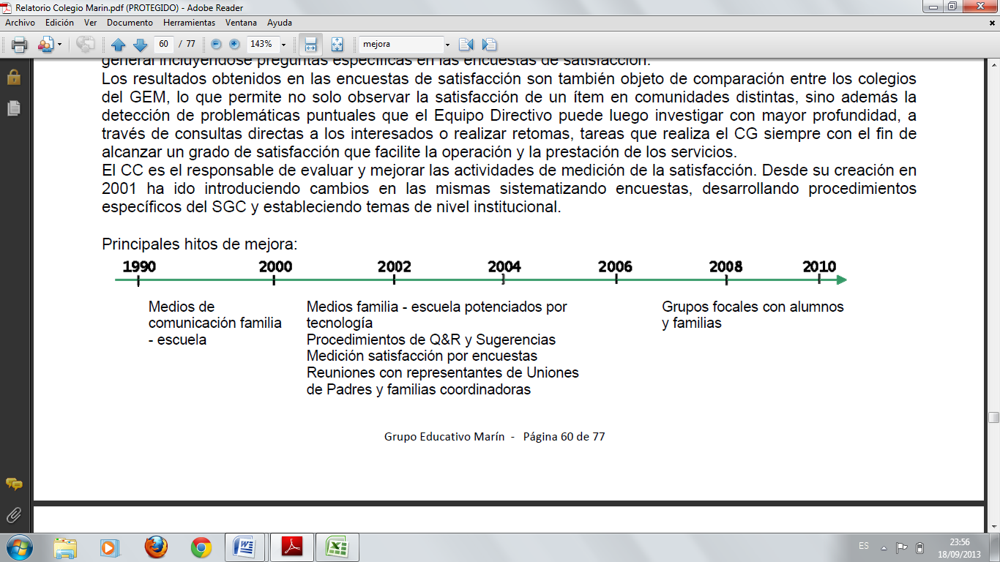 Relatorio Colegio Marin.pdf (PROTEGIDO) - Adobe Reader
Archivo Edición Ver Documento Herramientas Ventana Ayuda
60 / 77 143% mejora
general incluyéndose preguntas específicas en las encuestas de satisfacción.
Los resultados obtenidos en las encuestas de satisfacción son también objeto de comparación entre los colegios
del GEM, lo que permite no solo observar la satisfacción de un ítem en comunidades distintas, sino además la
detección de problemáticas puntuales que el Equipo Directivo puede luego investigar con mayor profundidad, a
través de consultas directas a los interesados o realizar retomas, tareas que realiza el CG siempre con el fin de
alcanzar un grado de satisfacción que facilite la operación y la prestación de los servicios.
El CC es el responsable de evaluar y mejorar las actividades de medición de la satisfacción. Desde su creación en
2001 ha ido introduciendo cambios en las mismas sistematizando encuestas, desarrollando procedimientos
específicos del SGC y estableciendo temas de nivel institucional.
Principales hitos de mejora:
1990 2000 2002 2004 2006 2008 2010
Medios de
comunicación familia
- escuela
Medios familia - escuela potenciados por
tecnología
Procedimientos de Q&R y Sugerencias
Medición satisfacción por encuestas
Reuniones con representantes de Uniones
de Padres y familias coordinadoras
Grupos focales con alumnos
y familias
Grupo Educativo Marín - Página 60 de 77
ES
23:56
18/09/2013